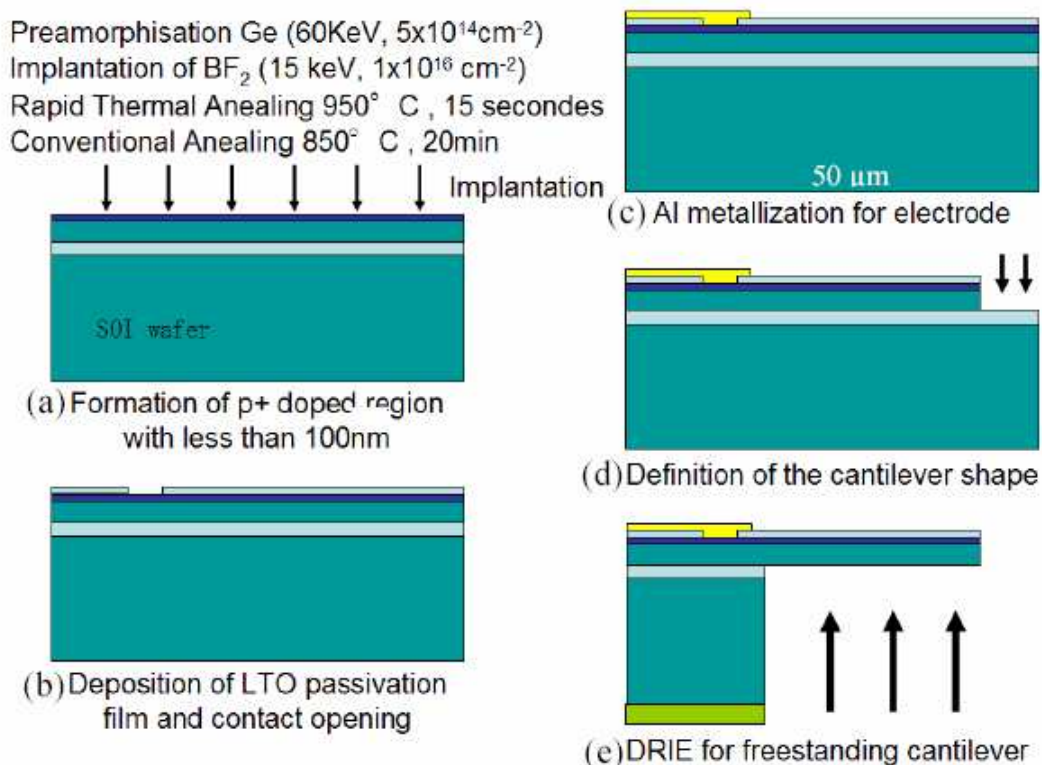 Preamorphisation Ge (60KeV, 5x10¹⁴cm⁻²)
Implantation of BF₂ (15 keV, 1x10¹⁶ cm⁻²)
Rapid Thermal Anealing 950° C , 15 secondes
Conventional Anealing 850° C , 20min
Implantation
SOI wafer
(a) Formation of p+ doped region
with less than 100nm
(b) Deposition of LTO passivation
film and contact opening
50 µm
(c) Al metallization for electrode
(d) Definition of the cantilever shape
(e) DRIE for freestanding cantilever